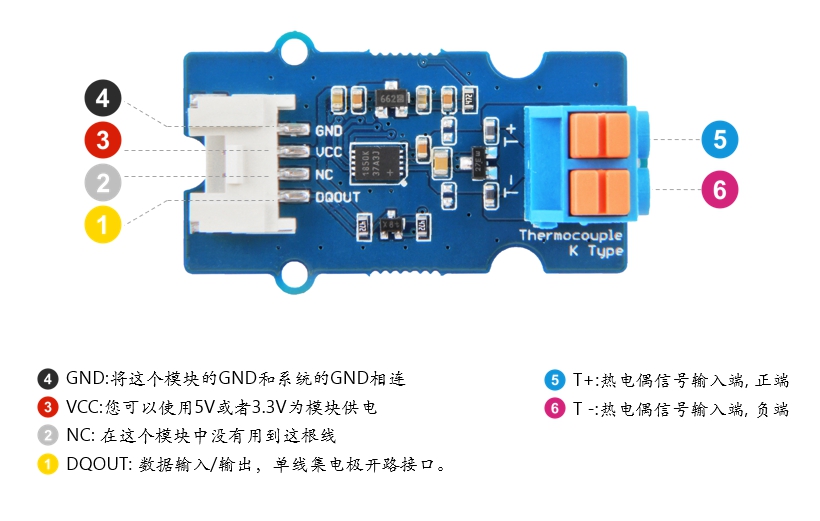 4
3
2
1
GND
VCC
NC
DQOUT
662
472
1850K
3743J
+
T+
T-
5
6
Thermocouple
K Type
4 GND:将这个模块的GND和系统的GND相连
3 VCC:您可以使用5V或者3.3V为模块供电
2 NC: 在这个模块中没有用到这根线
1 DQOUT: 数据输入/输出，单线集电极开路接口。
5 T+:热电偶信号输入端, 正端
6 T -:热电偶信号输入端, 负端